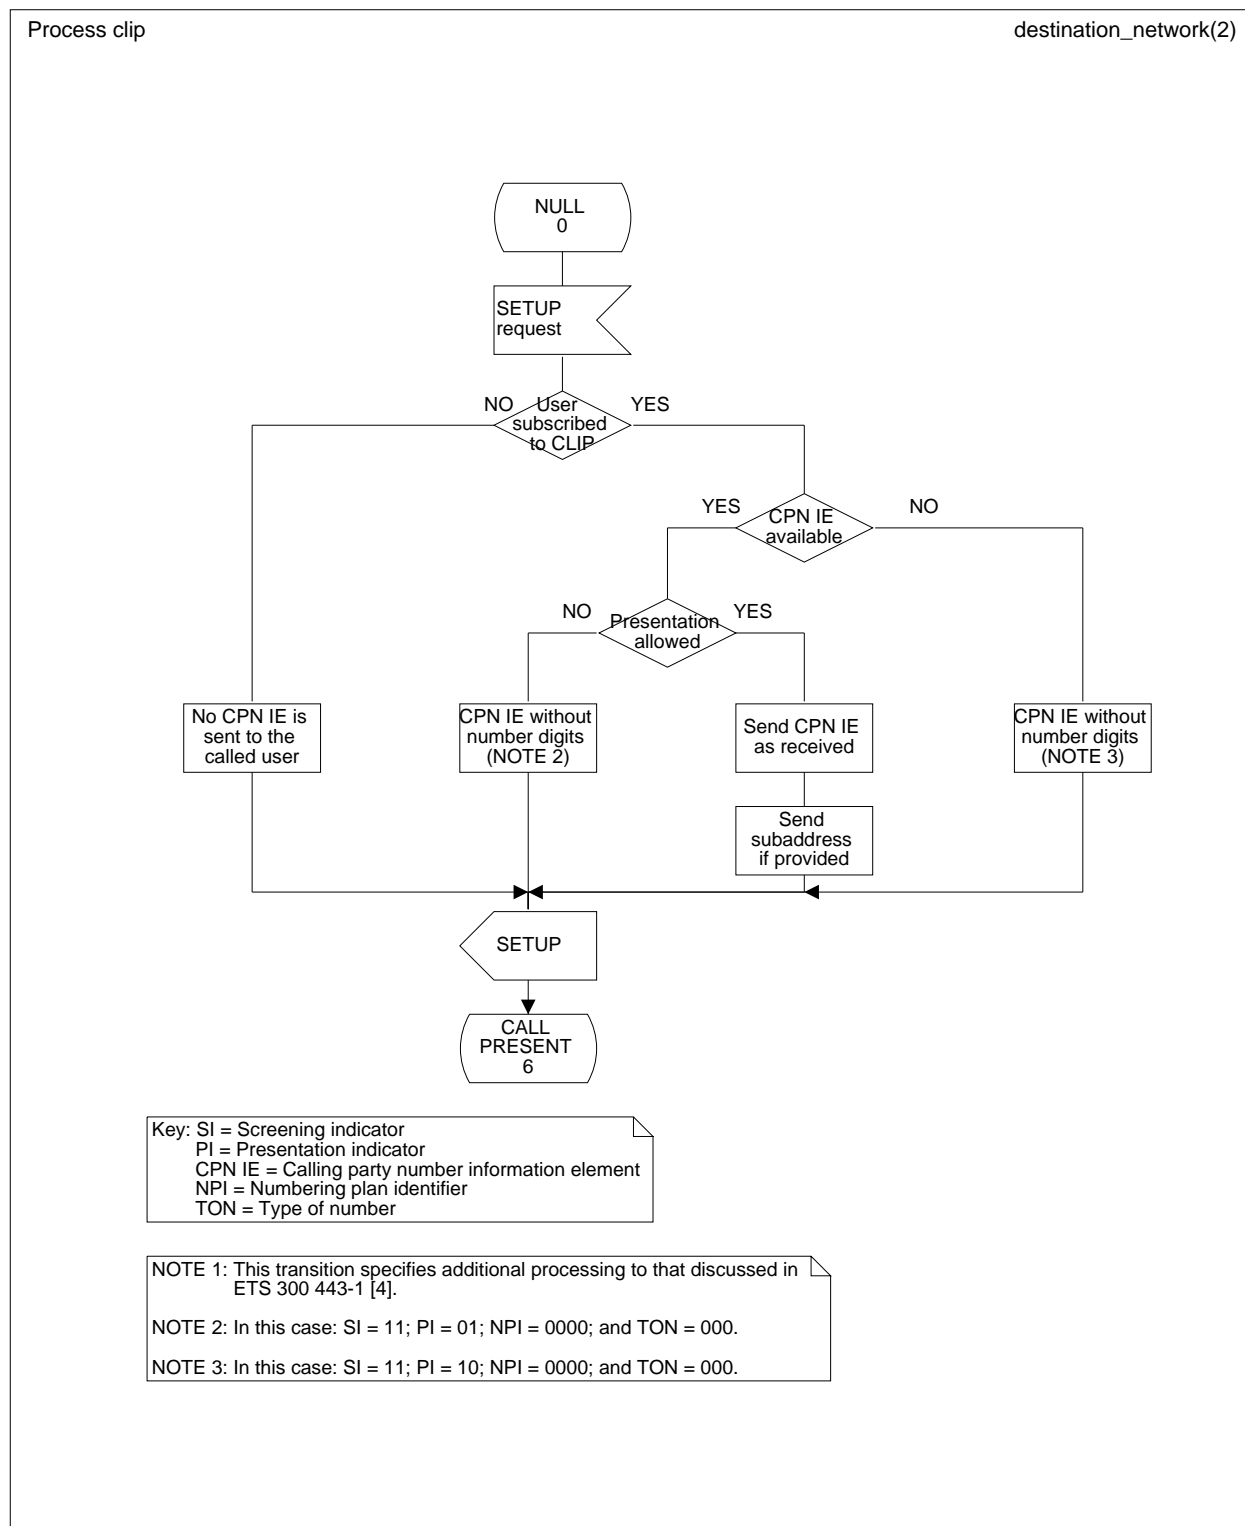 Process clip
destination_network(2)
NULL
0
SETUP
request
NO
User
subscribed
to CLIP
YES
YES
CPN IE
available
NO
NO
Presentation
allowed
YES
No CPN IE is
sent to the
called user
CPN IE without
number digits
(NOTE 2)
Send CPN IE
as received
CPN IE without
number digits
(NOTE 3)
Send
subaddress
if provided
SETUP
CALL
PRESENT
6
Key: SI = Screening indicator
PI = Presentation indicator
CPN IE = Calling party number information element
NPI = Numbering plan identifier
TON = Type of number
NOTE 1: This transition specifies additional processing to that discussed in
ETS 300 443-1 [4].
NOTE 2: In this case: SI = 11; PI = 01; NPI = 0000; and TON = 000.
NOTE 3: In this case: SI = 11; PI = 10; NPI = 0000; and TON = 000.